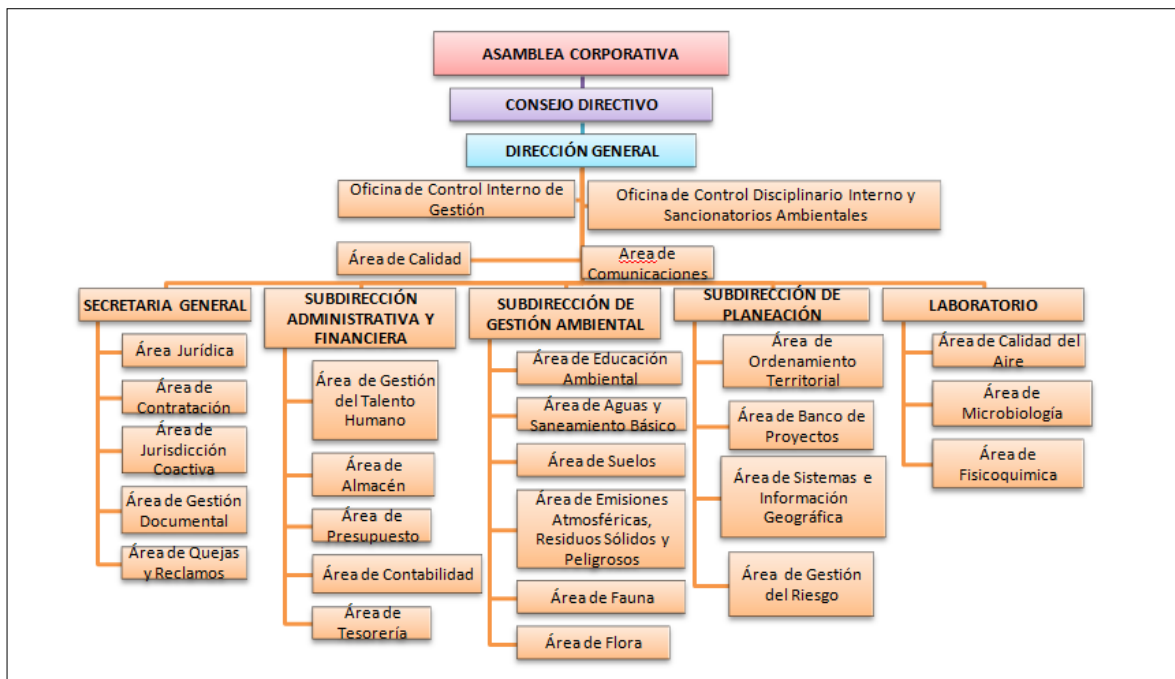 ASAMBLEA CORPORATIVA
CONSEJO DIRECTIVO
DIRECCIÓN GENERAL
Oficina de Control Interno de
Gestión
Oficina de Control Disciplinario Interno y
Sancionatorios Ambientales
Área de Calidad
Area de
Comunicaciones
SECRETARIA GENERAL
Área Jurídica
Área de
Contratación
Área de
Jurisdicción
Coactiva
Área de Gestión
Documental
Área de Quejas
y Reclamos
SUBDIRECCIÓN
ADMINISTRATIVA Y
FINANCIERA
Área de Gestión
del Talento
Humano
Área de
Almacén
Área de
Presupuesto
Área de Contabilidad
Área de
Tesorería
SUBDIRECCIÓN DE
GESTIÓN AMBIENTAL
Área de Educación
Ambiental
Área de Aguas y
Saneamiento Básico
Área de Suelos
Área de Emisiones
Atmosféricas,
Residuos Sólidos y
Peligrosos
Área de Fauna
Área de Flora
SUBDIRECCIÓN DE
PLANEACIÓN
Área de
Ordenamiento
Territorial
Área de Banco de
Proyectos
Área de Sistemas e
Información
Geográfica
Área de Gestión
del Riesgo
LABORATORIO
Área de Calidad del
Aire
Área de
Microbiología
Área de
Fisicoquimica